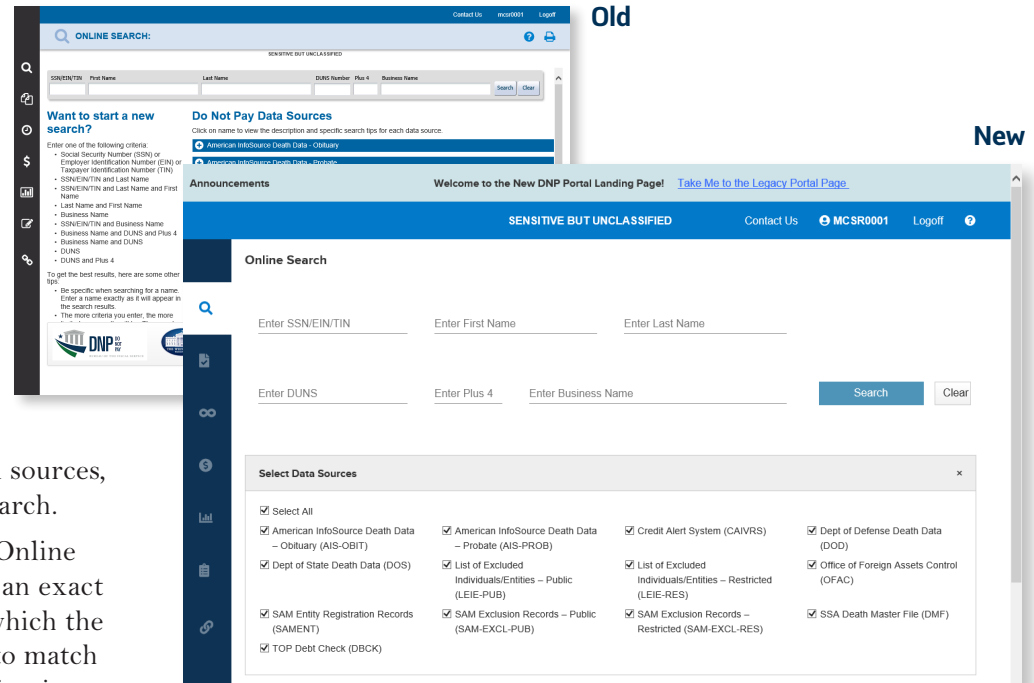 Old
Contact Us mcsr0001 Logoff
ONLINE SEARCH:
SENSITIVE BUT UNCLASSIFIED
SSN/EIN/TIN First Name Last Name DUNS Number Plus 4 Business Name
Search Clear
Want to start a new
search?
Enter one of the following criteria:
• Social Security Number (SSN) or
Employer Identification Number (EIN) or
Taxpayer Identification Number (TIN)
• SSN/EIN/TIN and Last Name
• SSN/EIN/TIN and Last Name and First
Name
• Last Name and First Name
• Business Name
• SSN/EIN/TIN and Business Name
• Business Name and DUNS and Plus 4
• Business Name and DUNS
• DUNS
• DUNS and Plus 4
To get the best results, here are some other
tips:
• Be specific when searching for a name.
Enter a name exactly as it will appear in
the search results.
• The more criteria you enter, the more
DNP DO NOT PAY
Do Not Pay Data Sources
Click on name to view the description and specific search tips for each data source.
American InfoSource Death Data - Obituary
American InfoSource Death Data - Probate
New
Announcements Welcome to the New DNP Portal Landing Page! Take Me to the Legacy Portal Page
SENSITIVE BUT UNCLASSIFIED Contact Us MCSR0001 Logoff
Online Search
Enter SSN/EIN/TIN Enter First Name Enter Last Name
Enter DUNS Enter Plus 4 Enter Business Name Search Clear
Select Data Sources ×
Select All
American InfoSource Death Data
– Obituary (AIS-OBIT)
American InfoSource Death Data
– Probate (AIS-PROB)
Credit Alert System (CAIVRS)
Dept of Defense Death Data
(DOD)
Dept of State Death Data (DOS)
List of Excluded
Individuals/Entities – Public
(LEIE-PUB)
List of Excluded
Individuals/Entities – Restricted
(LEIE-RES)
Office of Foreign Assets Control
(OFAC)
SAM Entity Registration Records
(SAMENT)
SAM Exclusion Records – Public
(SAM-EXCL-PUB)
SAM Exclusion Records –
Restricted (SAM-EXCL-RES)
SSA Death Master File (DMF)
TOP Debt Check (DBCK)
sources,
arch.
Online
an exact
which the
to match